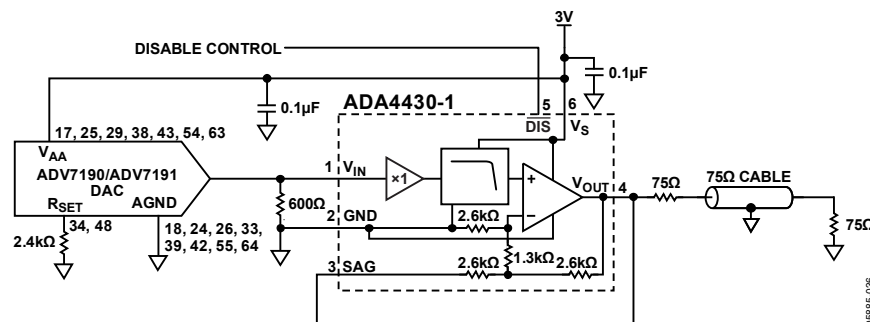 3V
DISABLE CONTROL
0.1µF
0.1µF
ADA4430-1
5
6
DIS
VS
17, 25, 29, 38, 43, 54, 63
VAA
ADV7190/ADV7191
DAC
RSET
AGND
34, 48
2.4kΩ
18, 24, 26, 33,
39, 42, 55, 64
600Ω
1
VIN
×1
+
–
VOUT
4
75Ω
75Ω CABLE
75Ω
2
GND
2.6kΩ
1.3kΩ
3
SAG
2.6kΩ
2.6kΩ